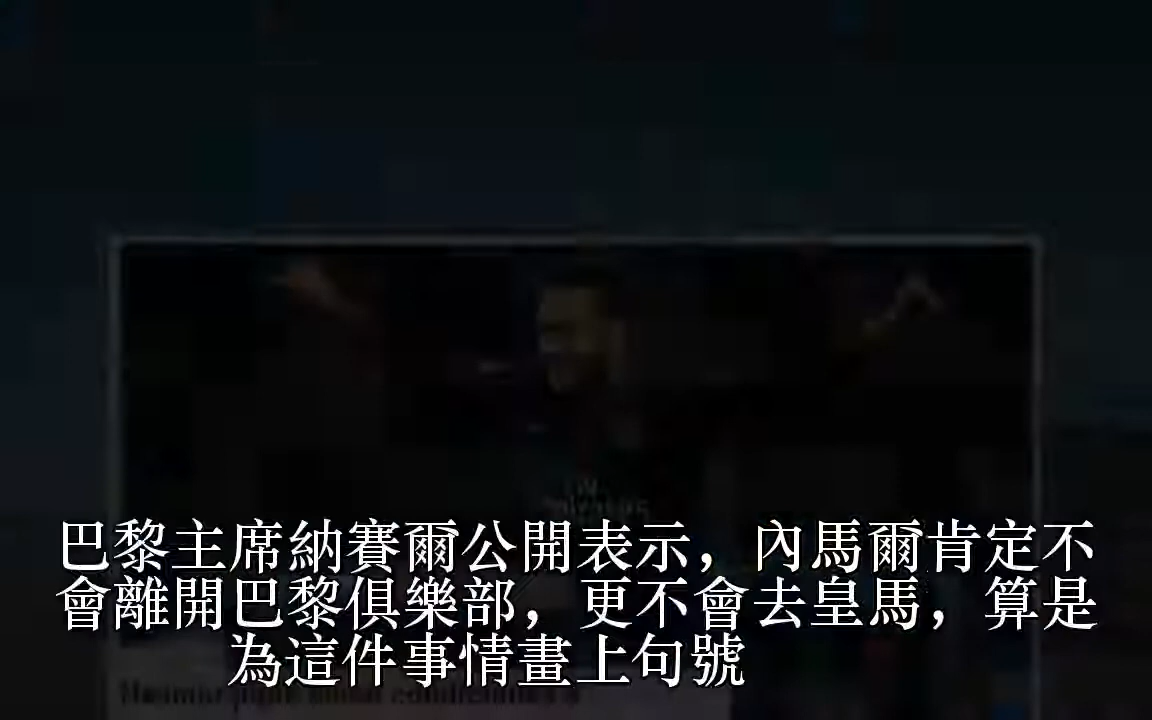 巴黎主席納賽爾公開表示，內馬爾肯定不
會離開巴黎俱樂部，更不會去皇馬，算是
為這件事情畫上句號